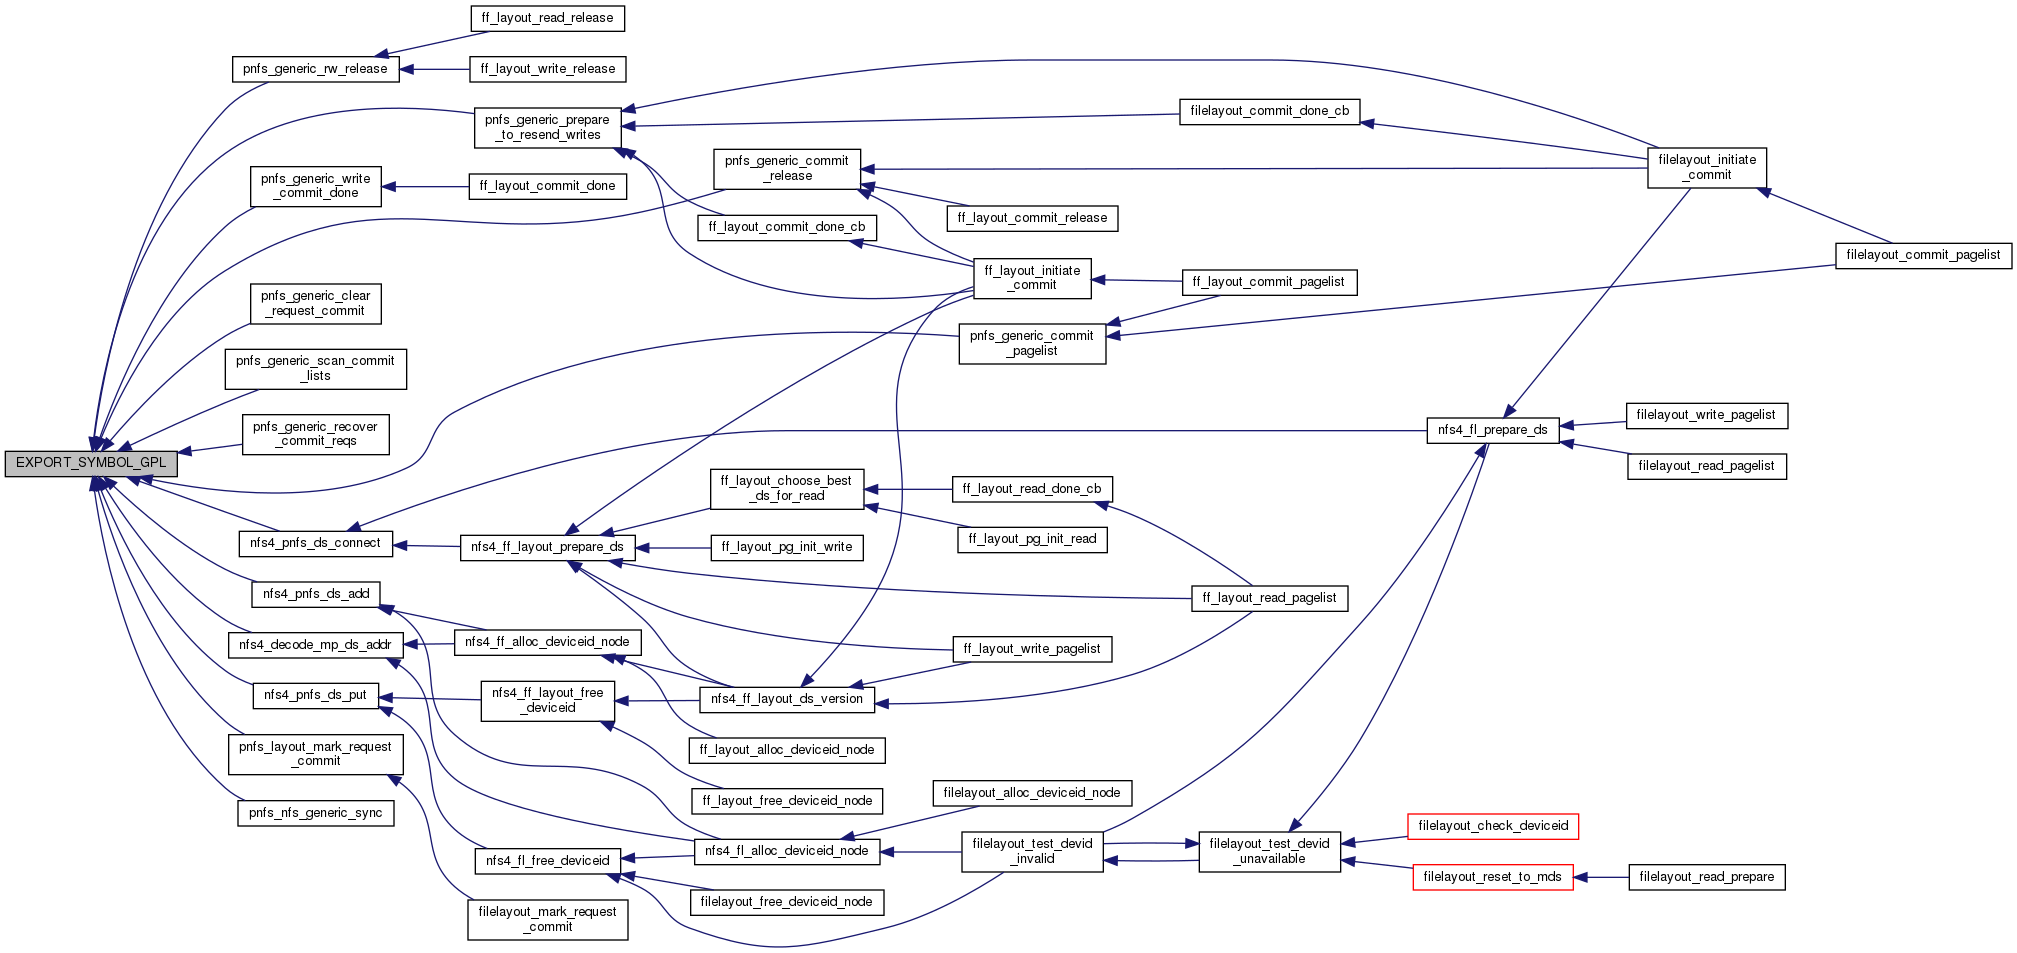 EXPORT_SYMBOL_GPL
pnfs_generic_rw_release
ff_layout_read_release
ff_layout_write_release
pnfs_generic_prepare
_to_resend_writes
filelayout_commit_done_cb
filelayout_initiate
_commit
filelayout_commit_pagelist
pnfs_generic_write
_commit_done
ff_layout_commit_done
pnfs_generic_commit
_release
ff_layout_commit_release
ff_layout_commit_done_cb
ff_layout_initiate
_commit
ff_layout_commit_pagelist
pnfs_generic_clear
_request_commit
pnfs_generic_commit
_pagelist
pnfs_generic_scan_commit
_lists
pnfs_generic_recover
_commit_reqs
nfs4_fl_prepare_ds
filelayout_write_pagelist
filelayout_read_pagelist
nfs4_pnfs_ds_connect
nfs4_ff_layout_prepare_ds
ff_layout_choose_best
_ds_for_read
ff_layout_read_done_cb
ff_layout_pg_init_read
ff_layout_pg_init_write
ff_layout_read_pagelist
nfs4_pnfs_ds_add
nfs4_decode_mp_ds_addr
nfs4_ff_alloc_deviceid_node
ff_layout_write_pagelist
nfs4_pnfs_ds_put
nfs4_ff_layout_free
_deviceid
nfs4_ff_layout_ds_version
ff_layout_alloc_deviceid_node
pnfs_layout_mark_request
_commit
ff_layout_free_deviceid_node
pnfs_nfs_generic_sync
filelayout_alloc_deviceid_node
nfs4_fl_free_deviceid
nfs4_fl_alloc_deviceid_node
filelayout_test_devid
_invalid
filelayout_test_devid
_unavailable
filelayout_check_deviceid
filelayout_reset_to_mds
filelayout_read_prepare
filelayout_free_deviceid_node
filelayout_mark_request
_commit